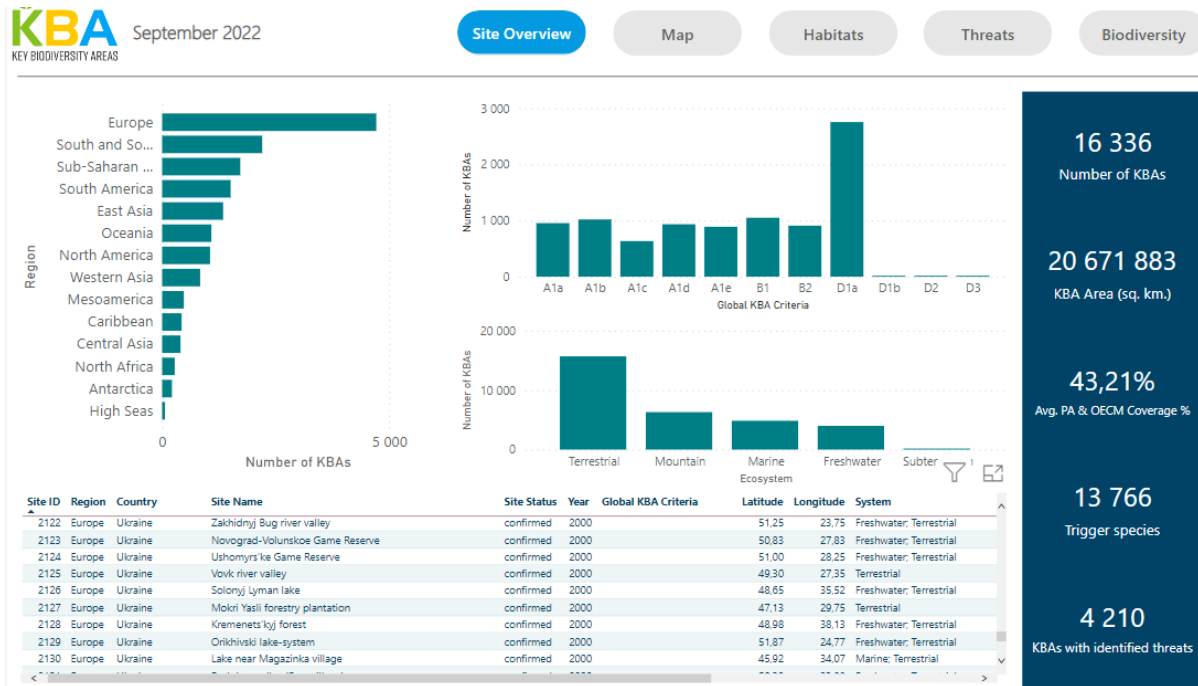 KBA
KEY BIODIVERSITY AREAS
September 2022
Site Overview
Map
Habitats
Threats
Biodiversity
Region
Europe
South and So...
Sub-Saharan ...
South America
East Asia
Oceania
North America
Western Asia
Mesoamerica
Caribbean
Central Asia
North Africa
Antarctica
High Seas
0 5 000
Number of KBAs
Number of KBAs
3 000
2 000
1 000
0
A1a A1b A1c A1d A1e B1 B2 D1a D1b D2 D3
Global KBA Criteria
Number of KBAs
20 000
10 000
0
Terrestrial Mountain Marine Freshwater Subter
Ecosystem
16 336
Number of KBAs
20 671 883
KBA Area (sq. km.)
43,21%
Avg. PA & OECM Coverage %
13 766
Trigger species
4 210
KBAs with identified threats
Site ID Region Country Site Name Site Status Year Global KBA Criteria Latitude Longitude System
2122 Europe Ukraine Zakhidnyj Bug river valley confirmed 2000 51,25 23,75 Freshwater; Terrestrial
2123 Europe Ukraine Novograd-Volunskoe Game Reserve confirmed 2000 50,83 27,83 Freshwater; Terrestrial
2124 Europe Ukraine Ushomyrs'ke Game Reserve confirmed 2000 51,00 28,25 Freshwater; Terrestrial
2125 Europe Ukraine Vovk river valley confirmed 2000 49,30 27,35 Terrestrial
2126 Europe Ukraine Solonyj Lyman lake confirmed 2000 48,65 35,52 Freshwater; Terrestrial
2127 Europe Ukraine Mokri Yasli forestry plantation confirmed 2000 47,13 29,75 Terrestrial
2128 Europe Ukraine Kremenets'kyj forest confirmed 2000 48,98 38,13 Freshwater; Terrestrial
2129 Europe Ukraine Orikhivski lake-system confirmed 2000 51,87 24,77 Freshwater; Terrestrial
2130 Europe Ukraine Lake near Magazinka village confirmed 2000 45,92 34,07 Marine; Terrestrial